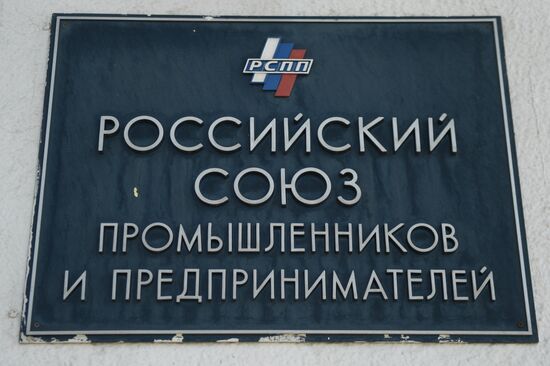 РСПП
РОССИЙСКИЙ
СОЮЗ
ПРОМЫШЛЕННИКОВ
И ПРЕДПРИНИМАТЕЛЕЙ